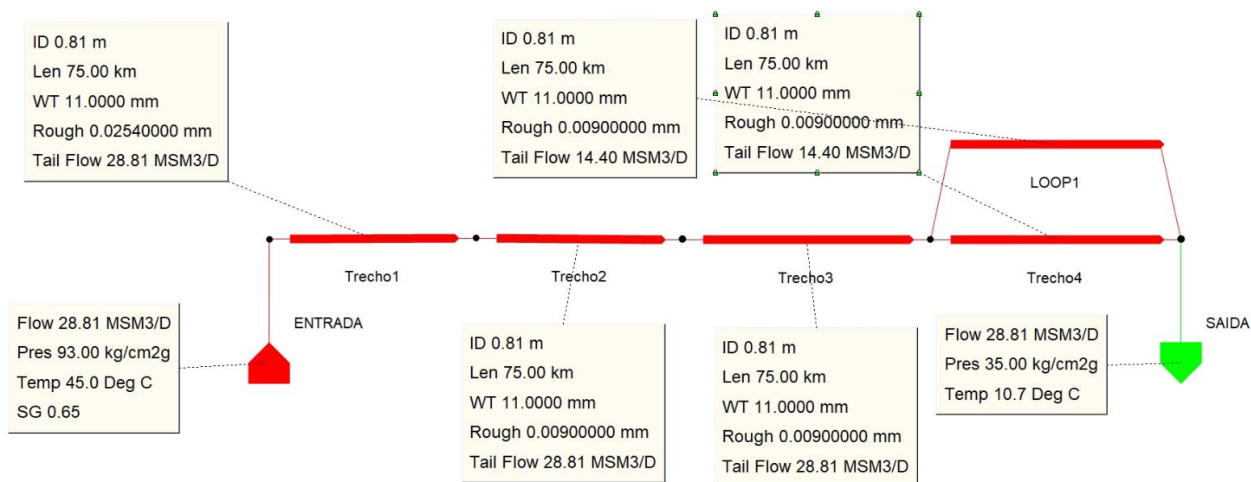 ID 0.81 m
Len 75.00 km
WT 11.0000 mm
Rough 0.02540000 mm
Tail Flow 28.81 MSM3/D
ID 0.81 m
Len 75.00 km
WT 11.0000 mm
Rough 0.00900000 mm
Tail Flow 14.40 MSM3/D
ID 0.81 m
Len 75.00 km
WT 11.0000 mm
Rough 0.00900000 mm
Tail Flow 14.40 MSM3/D
LOOP1
Trecho1
Trecho2
Trecho3
Trecho4
ENTRADA
SAIDA
Flow 28.81 MSM3/D
Pres 93.00 kg/cm2g
Temp 45.0 Deg C
SG 0.65
ID 0.81 m
Len 75.00 km
WT 11.0000 mm
Rough 0.00900000 mm
Tail Flow 28.81 MSM3/D
ID 0.81 m
Len 75.00 km
WT 11.0000 mm
Rough 0.00900000 mm
Tail Flow 28.81 MSM3/D
Flow 28.81 MSM3/D
Pres 35.00 kg/cm2g
Temp 10.7 Deg C